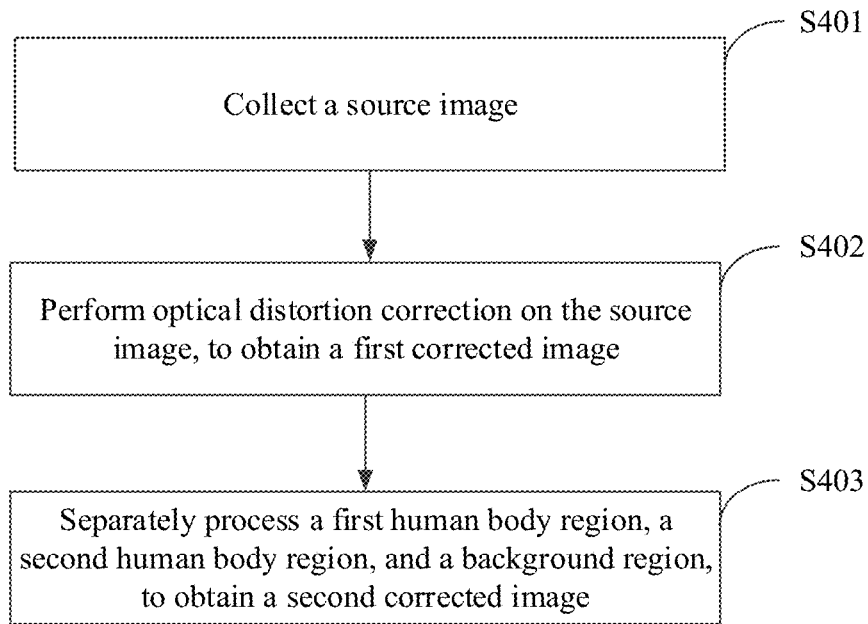 S401
Collect a source image
S402
Perform optical distortion correction on the source
image, to obtain a first corrected image
S403
Separately process a first human body region, a
second human body region, and a background region,
to obtain a second corrected image